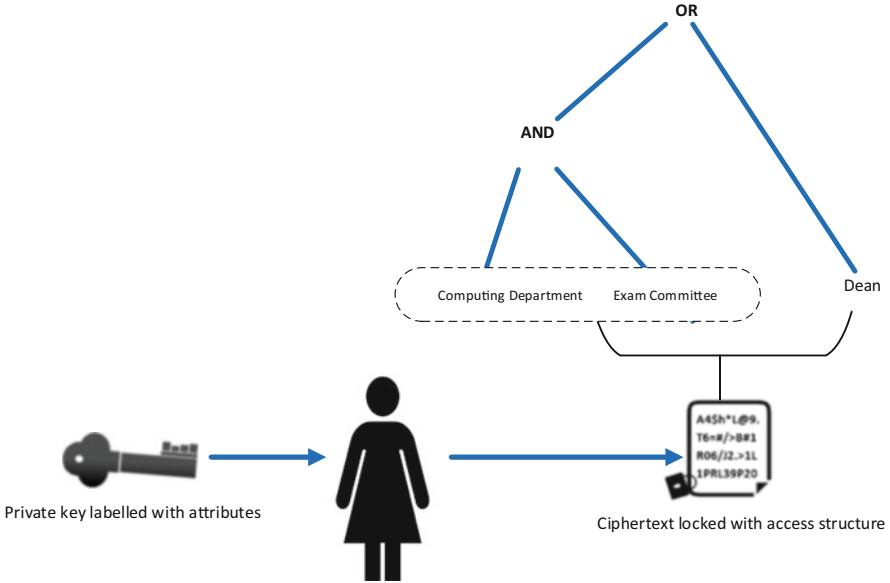 OR
AND
Computing Department
Exam Committee
Dean
A4$h*L@9.
T6=#/>B#1
R06/J2.>1L
1PRL39P20
Private key labelled with attributes
Ciphertext locked with access structure